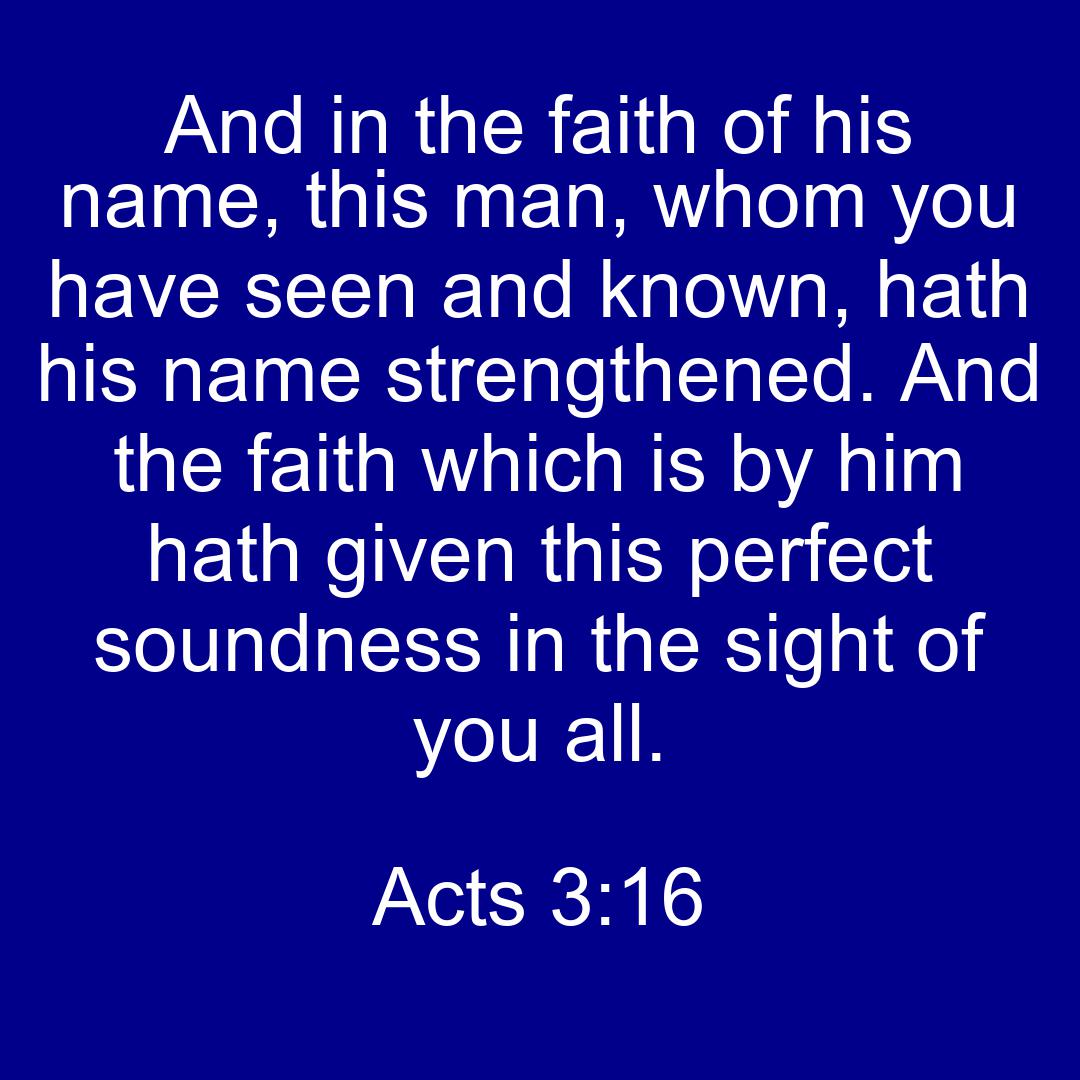 And in the faith of his
name, this man, whom you
have seen and known, hath
his name strengthened. And
the faith which is by him
hath given this perfect
soundness in the sight of
you all.
Acts 3:16